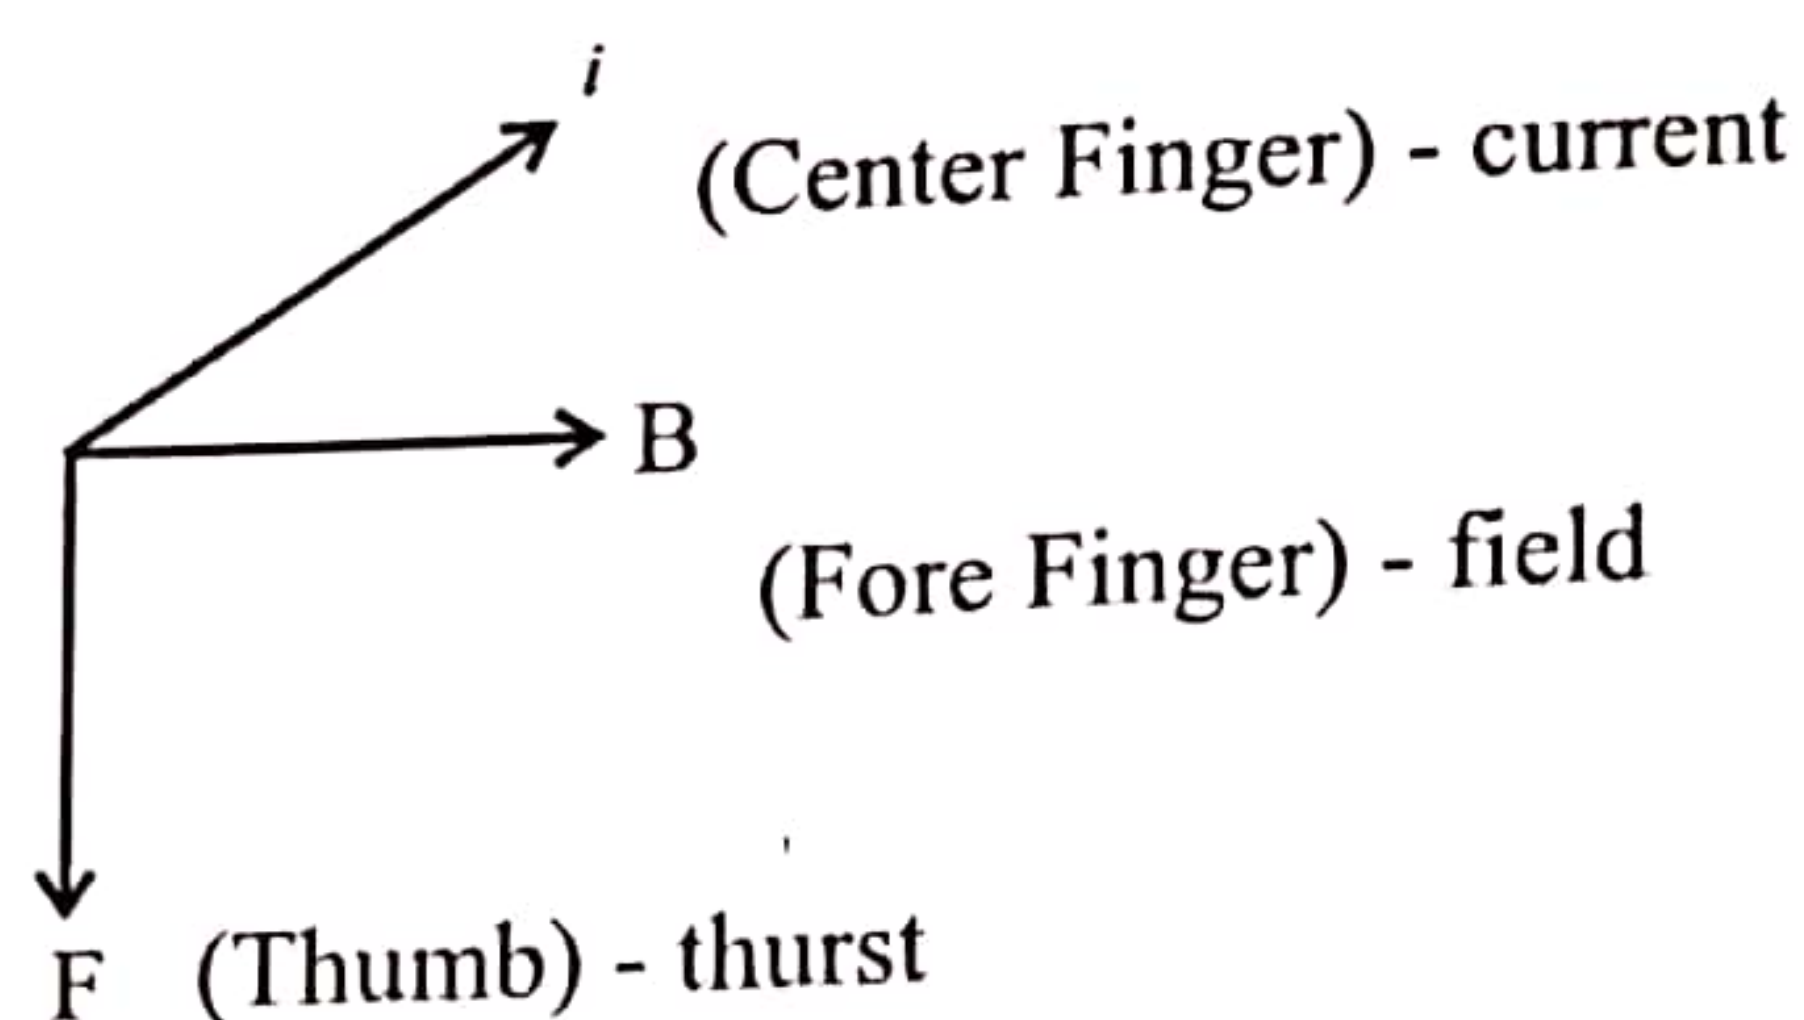 i
(Center Finger) - current
B
(Fore Finger) - field
F (Thumb) - thurst